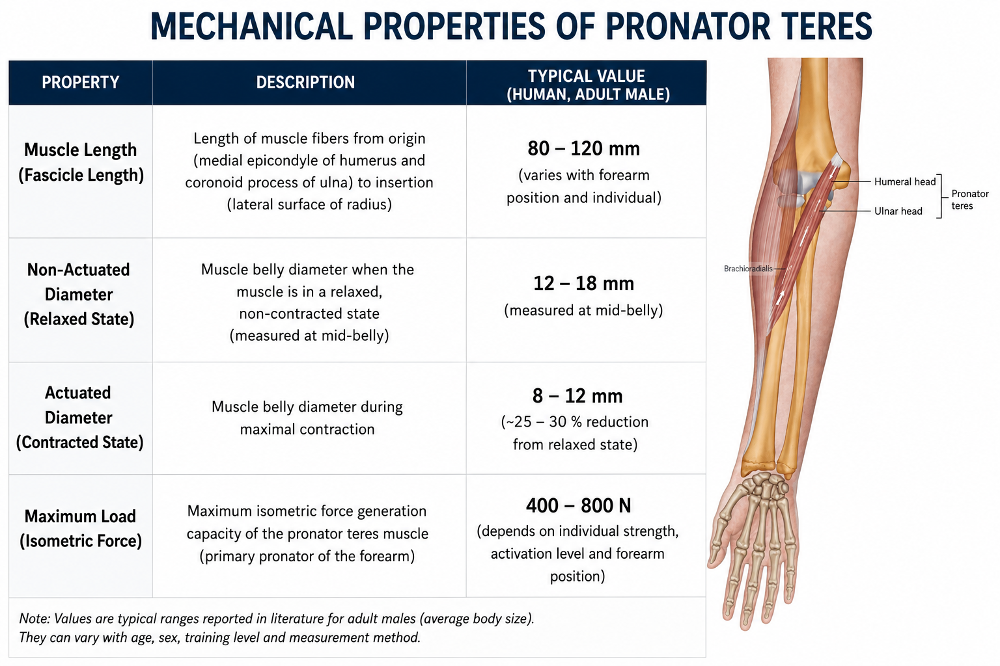 MECHANICAL PROPERTIES OF PRONATOR TERES
PROPERTY
DESCRIPTION
TYPICAL VALUE
(HUMAN, ADULT MALE)
Muscle Length
(Fascicle Length)
Length of muscle fibers from origin
(medial epicondyle of humerus and
coronoid process of ulna) to insertion
(lateral surface of radius)
80 – 120 mm
(varies with forearm
position and individual)
Non-Actuated
Diameter
(Relaxed State)
Muscle belly diameter when the
muscle is in a relaxed,
non-contracted state
(measured at mid-belly)
12 – 18 mm
(measured at mid-belly)
Actuated
Diameter
(Contracted State)
Muscle belly diameter during
maximal contraction
8 – 12 mm
(~25 – 30 % reduction
from relaxed state)
Maximum Load
(Isometric Force)
Maximum isometric force generation
capacity of the pronator teres muscle
(primary pronator of the forearm)
400 – 800 N
(depends on individual strength,
activation level and forearm
position)
Note: Values are typical ranges reported in literature for adult males (average body size).
They can vary with age, sex, training level and measurement method.
Humeral head
Ulnar head
Pronator
teres
Brachioradialis